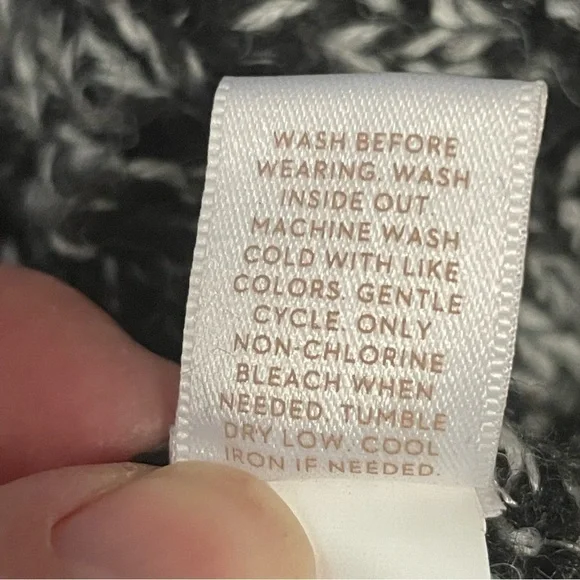 WASH BEFORE
WEARING. WASH
INSIDE OUT
MACHINE WASH
COLD WITH LIKE
COLORS. GENTLE
CYCLE. ONLY
NON-CHLORINE
BLEACH WHEN
NEEDED. TUMBLE
DRY LOW. COOL
IRON IF NEEDED.